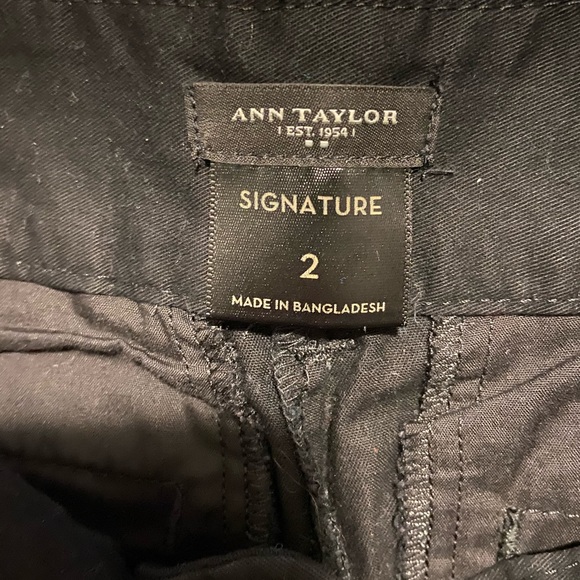 ANN TAYLOR
| EST. 1954 |
SIGNATURE
2
MADE IN BANGLADESH